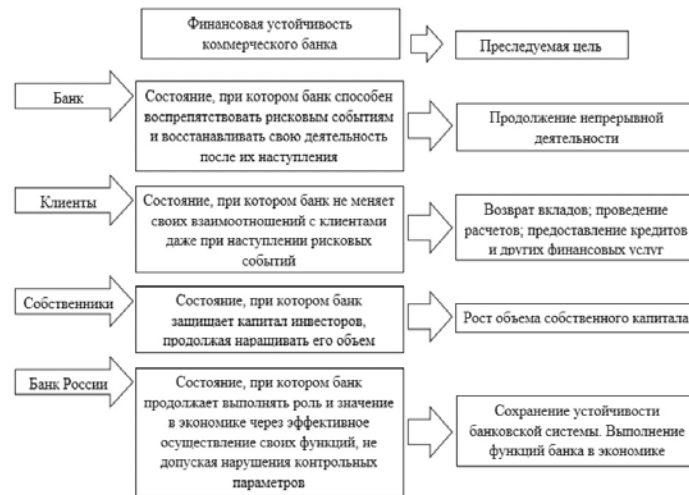 Финансовая устойчивость
коммерческого банка
Преследуемая цель
Банк
Состояние, при котором банк способен
воспрепятствовать рисковым событиям
и восстанавливать свою деятельность
после их наступления
Продолжение непрерывной
деятельности
Клиенты
Состояние, при котором банк не меняет
своих взаимоотношений с клиентами
даже при наступлении рисковых
событий
Возврат вкладов; проведение
расчетов; предоставление кредитов
и других финансовых услуг
Собственники
Состояние, при котором банк
защищает капитал инвесторов,
продолжая наращивать его объем
Рост объема собственного капитала
Банк России
Состояние, при котором банк
продолжает выполнять роль и значение
в экономике через эффективное
осуществление своих функций, не
допуская нарушения контрольных
параметров
Сохранение устойчивости
банковской системы. Выполнение
функций банка в экономике